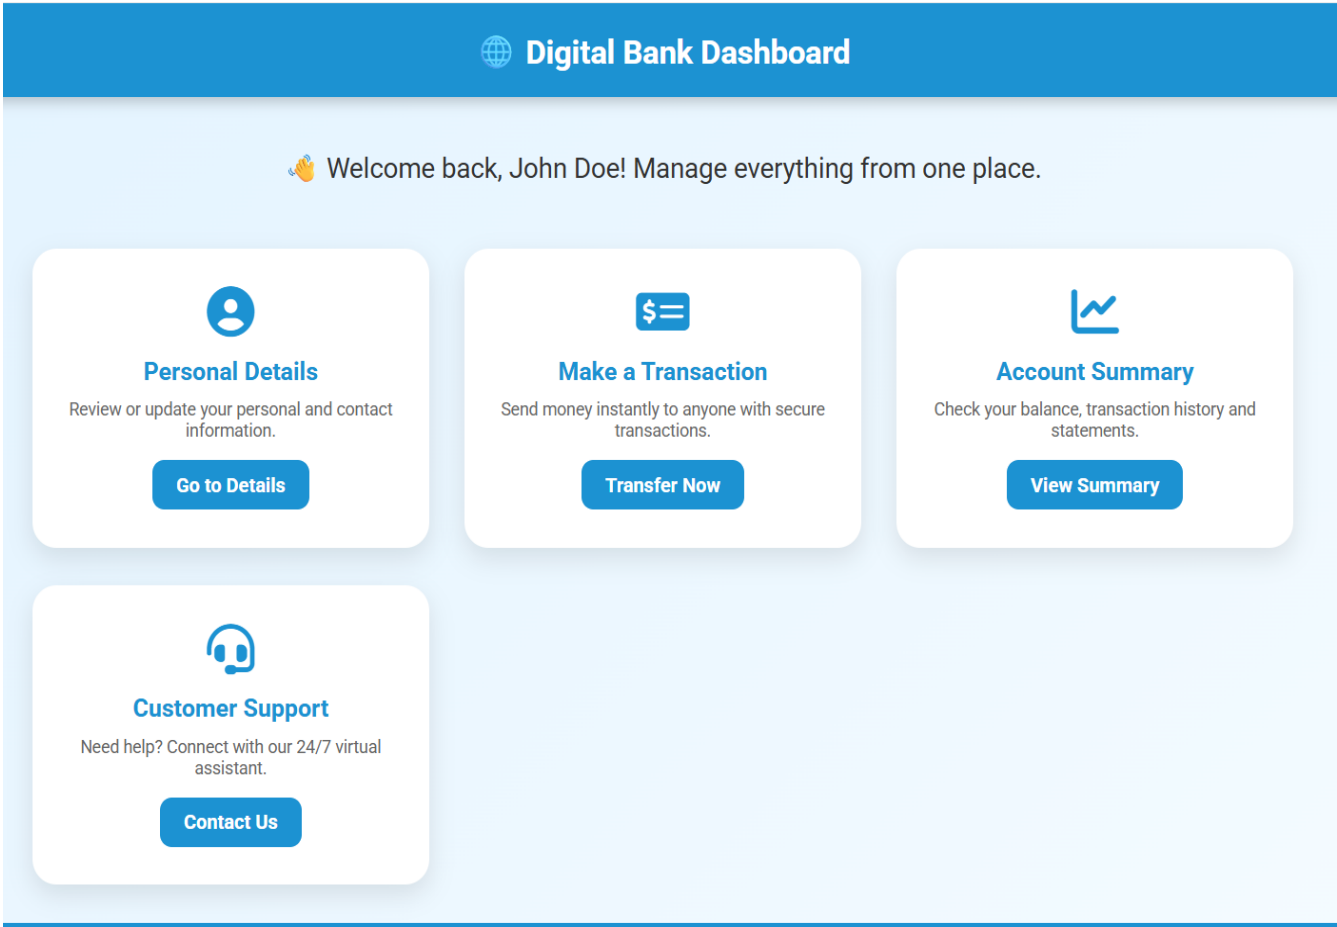 Digital Bank Dashboard
Welcome back, John Doe! Manage everything from one place.
Personal Details
Review or update your personal and contact
information.
Go to Details
$
Make a Transaction
Send money instantly to anyone with secure
transactions.
Transfer Now
Account Summary
Check your balance, transaction history and
statements.
View Summary
Customer Support
Need help? Connect with our 24/7 virtual
assistant.
Contact Us